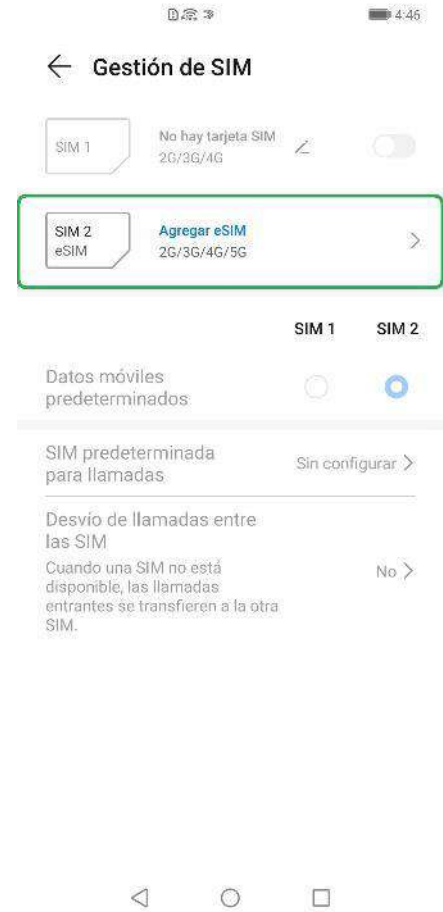 4:46
Gestión de SIM
SIM 1
No hay tarjeta SIM
2G/3G/4G
SIM 2
eSIM
Agregar eSIM
2G/3G/4G/5G
SIM 1 SIM 2
Datos móviles
predeterminados
SIM predeterminada
para llamadas
Sin configurar
Desvío de llamadas entre
las SIM
Cuando una SIM no está
disponible, las llamadas
entrantes se transfieren a la otra
SIM.
No